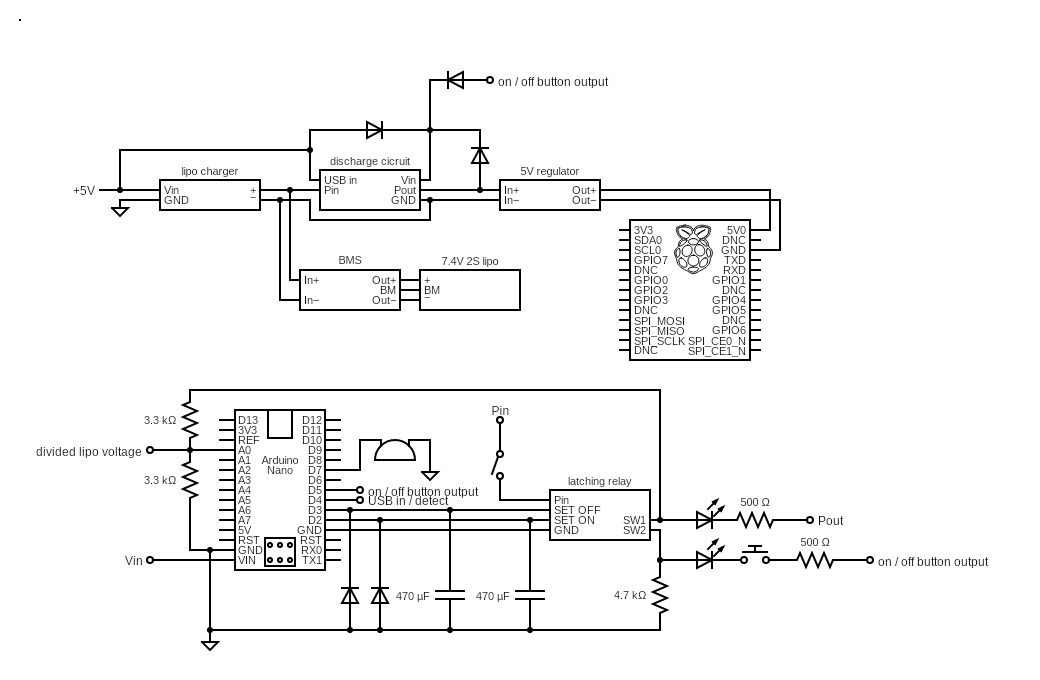 on / off button output
discharge cicruit
lipo charger
5V regulator
+5V
Vin
GND
+
−
USB in
Pin
Vin
Pout
GND
In+
In−
Out+
Out−
BMS
7.4V 2S lipo
In+
In−
Out+
BM
Out−
+
BM
−
3V3
SDA0
SCL0
GPIO7
DNC
GPIO0
GPIO2
GPIO3
DNC
SPI_MOSI
SPI_MISO
SPI_SCLK
DNC
5V0
DNC
GND
TXD
RXD
GPIO1
DNC
GPIO4
GPIO5
DNC
GPIO6
SPI_CE0_N
SPI_CE1_N
3.3 kΩ
divided lipo voltage
3.3 kΩ
Vin
D13
3V3
REF
A0
A1
A2
A3
A4
A5
A6
A7
5V
RST
GND
VIN
Arduino
Nano
D12
D11
D10
D9
D8
D7
D6
D5
D4
D3
D2
GND
RST
RX0
TX1
on / off button output
USB in / detect
Pin
latching relay
Pin
SET OFF
SET ON
GND
SW1
SW2
500 Ω
Pout
500 Ω
on / off button output
470 µF
470 µF
4.7 kΩ